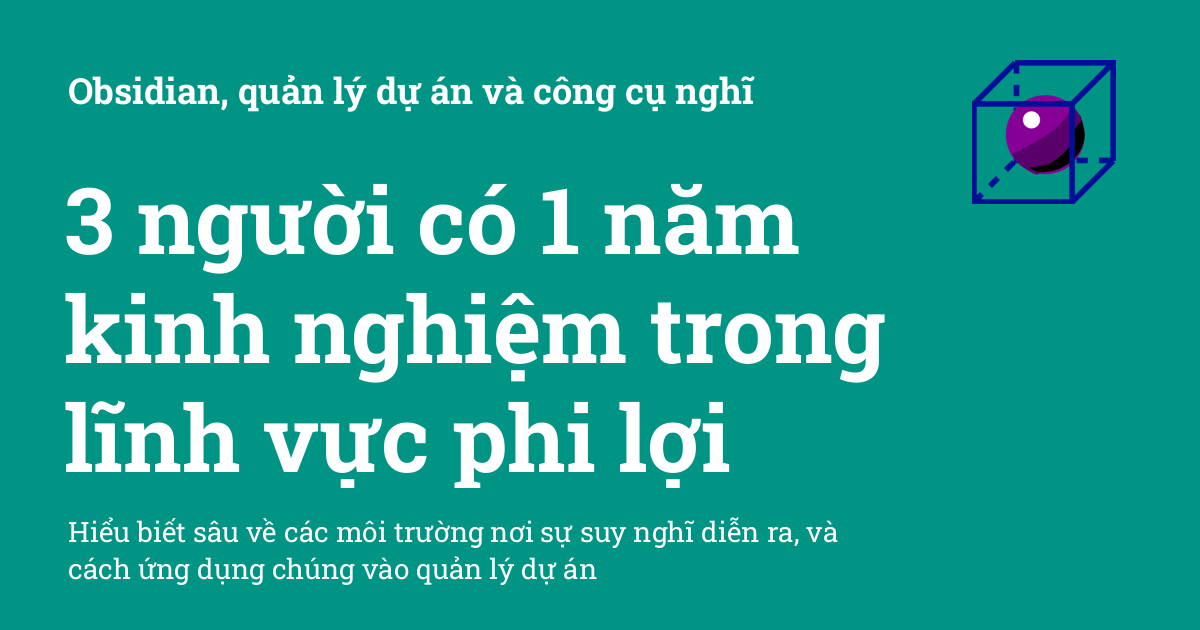 Obsidian, quản lý dự án và công cụ nghĩ
3 người có 1 năm
kinh nghiệm trong
lĩnh vực phi lợi
Hiểu biết sâu về các môi trường nơi sự suy nghĩ diễn ra, và
cách ứng dụng chúng vào quản lý dự án